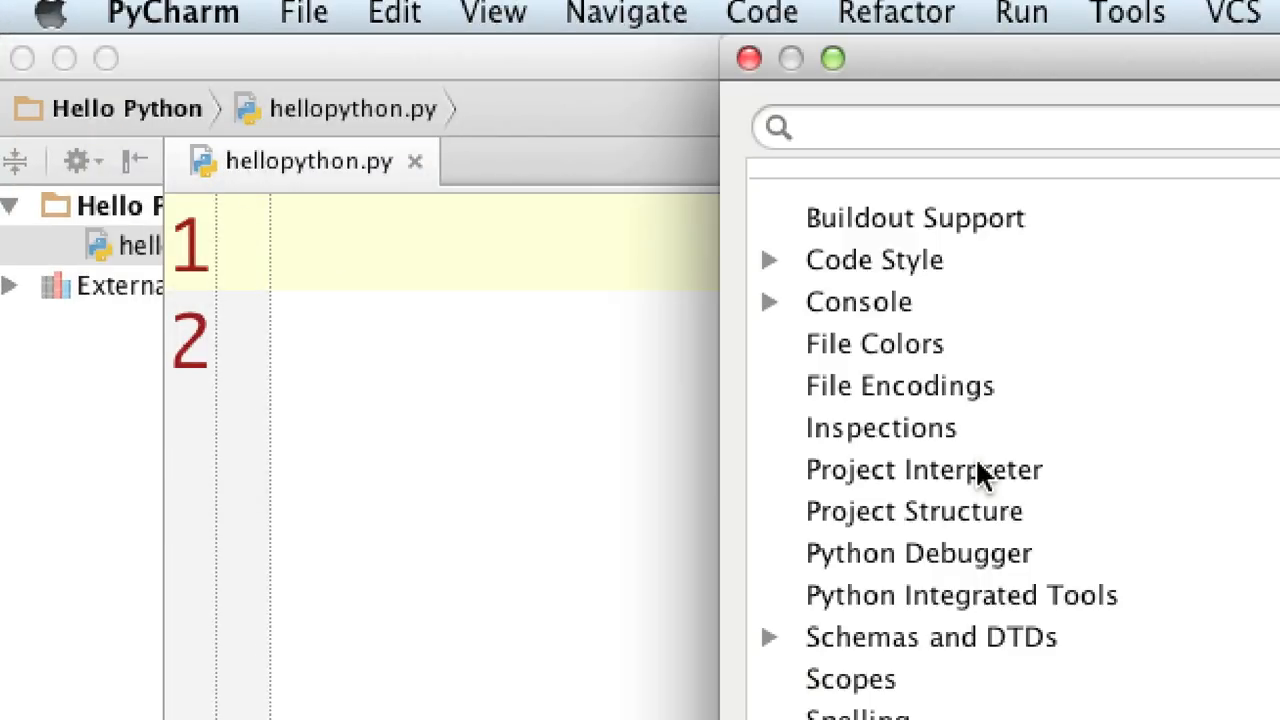 PyCharm File Edit View Navigate Code Refactor Run Tools VCS
Hello Python hellopython.py
hellopython.py
Hello P
hell
Externa
1
2
Buildout Support
Code Style
Console
File Colors
File Encodings
Inspections
Project Interpreter
Project Structure
Python Debugger
Python Integrated Tools
Schemas and DTDs
Scopes
Spelling